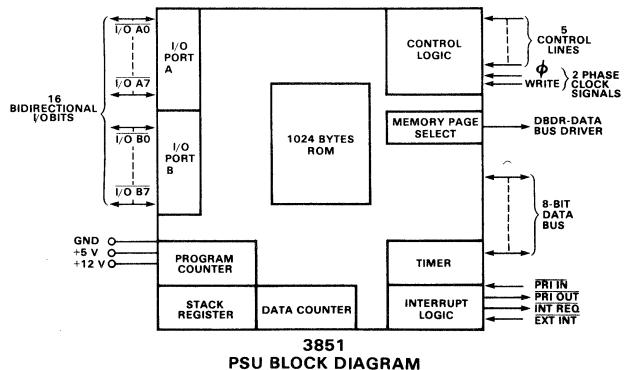 I/O A0
I/O
PORT
A
I/O A7
16
BIDIRECTIONAL
I/O BITS
I/O B0
I/O
PORT
B
I/O B7
CONTROL
LOGIC
5
CONTROL
LINES
Φ
WRITE
2 PHASE
CLOCK
SIGNALS
1024 BYTES
ROM
MEMORY PAGE
SELECT
DBDR-DATA
BUS DRIVER
8-BIT
DATA
BUS
GND
+5 V
+12 V
PROGRAM
COUNTER
TIMER
STACK
REGISTER
DATA COUNTER
INTERRUPT
LOGIC
PRI IN
PRI OUT
INT REQ
EXT INT
3851
PSU BLOCK DIAGRAM